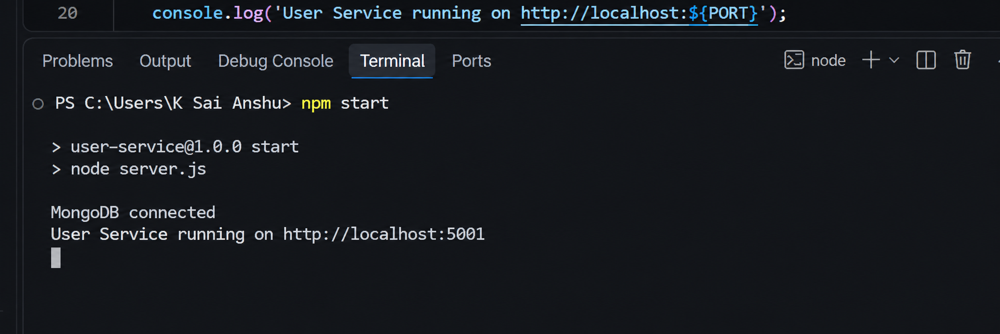 20 console.log('User Service running on http://localhost:${PORT}');
Problems Output Debug Console Terminal Ports node
PS C:\Users\K Sai Anshu> npm start
> user-service@1.0.0 start
> node server.js
MongoDB connected
User Service running on http://localhost:5001